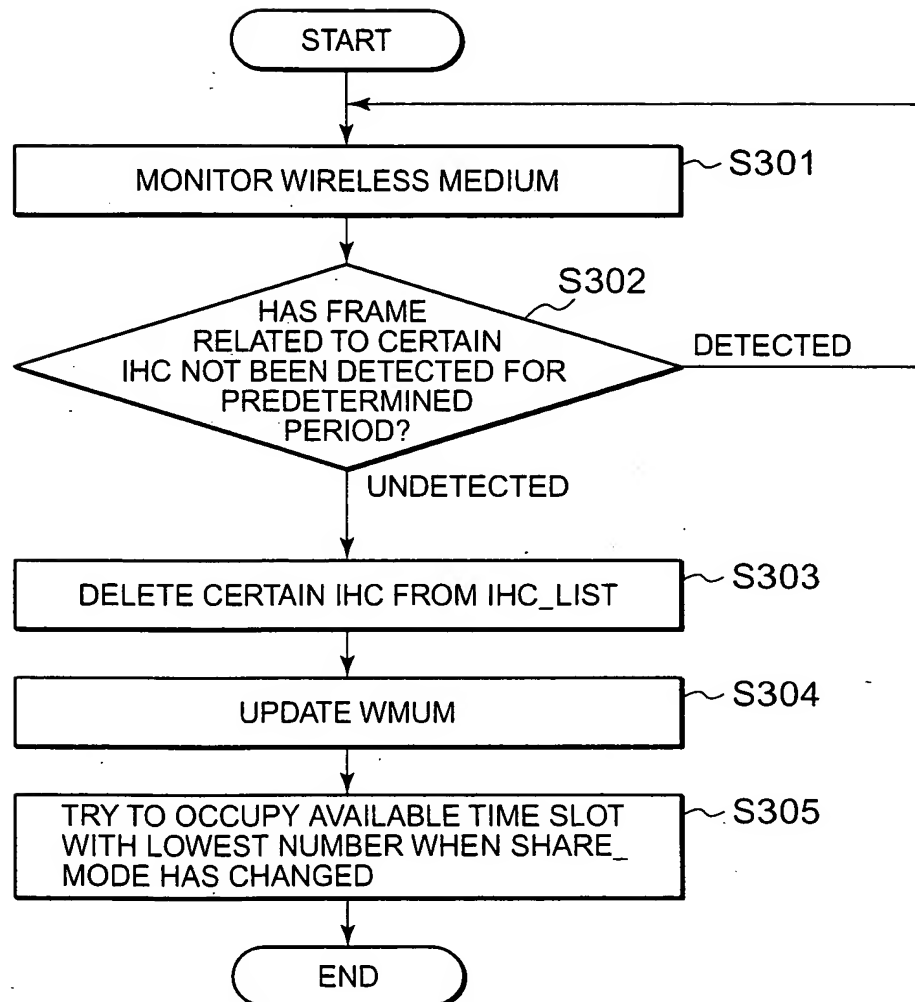 START
MONITOR WIRELESS MEDIUM
S301
S302
HAS FRAME
RELATED TO CERTAIN
IHC NOT BEEN DETECTED FOR
PREDETERMINED
PERIOD?
DETECTED
UNDETECTED
DELETE CERTAIN IHC FROM IHC_LIST
S303
UPDATE WMUM
S304
TRY TO OCCUPY AVAILABLE TIME SLOT
WITH LOWEST NUMBER WHEN SHARE_
MODE HAS CHANGED
S305
END